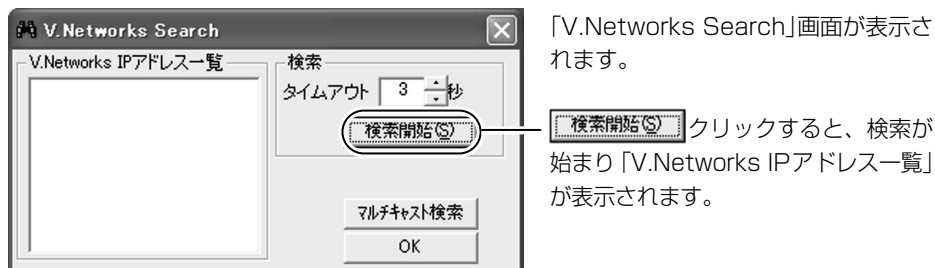 V.Networks Search
V.Networks IPアドレス一覧
検索
タイムアウト 3 秒
検索開始(S)
マルチキャスト検索
OK
「V.Networks Search」画面が表示さ
れます。
検索開始(S) クリックすると、検索が
始まり「V.Networks IPアドレス一覧」
が表示されます。